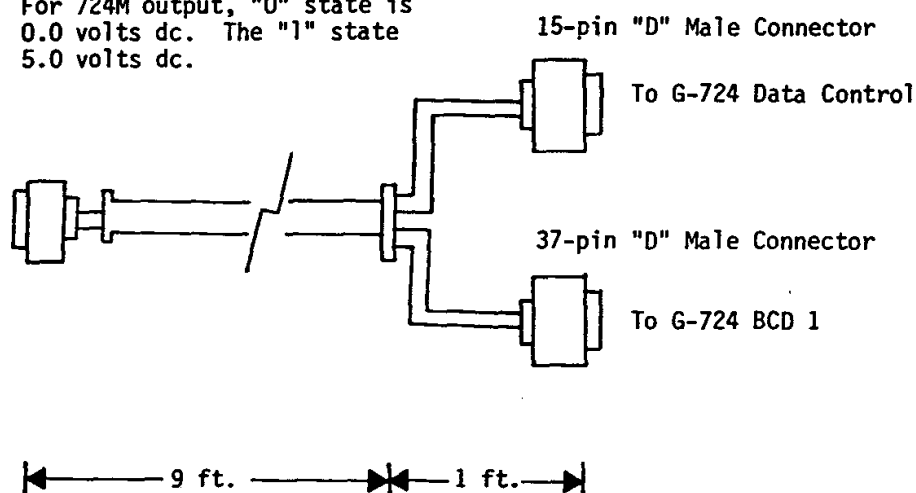 For 724M output, "0" state is
0.0 volts dc. The "1" state
5.0 volts dc.
15-pin "D" Male Connector
To G-724 Data Control
37-pin "D" Male Connector
To G-724 BCD 1
9 ft.
1 ft.